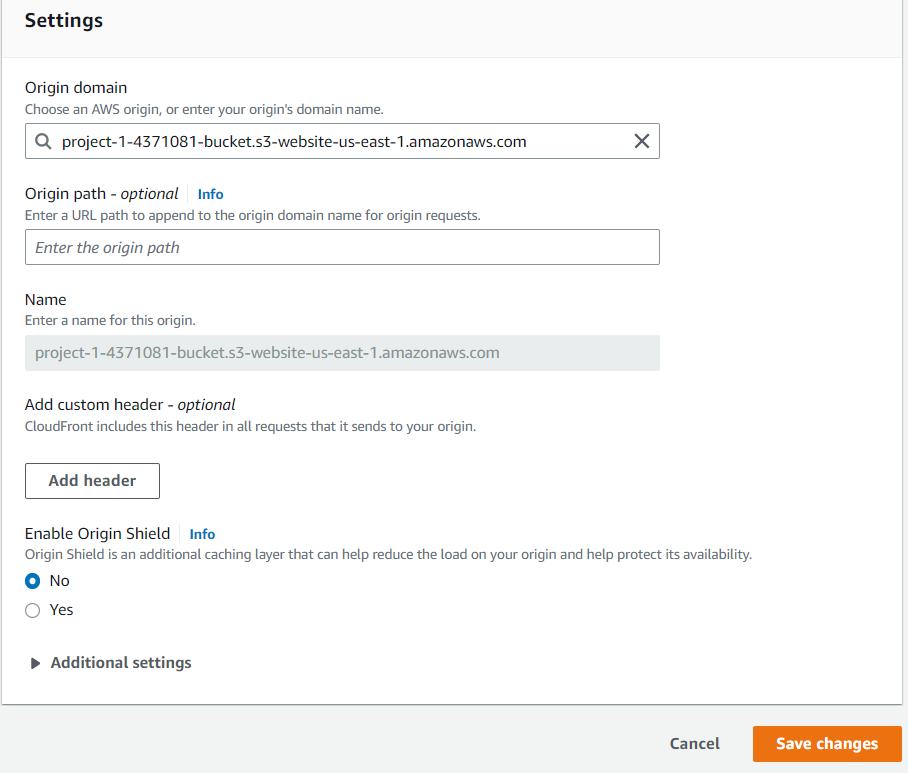 Settings
Origin domain
Choose an AWS origin, or enter your origin's domain name.
project-1-4371081-bucket.s3-website-us-east-1.amazonaws.com
Origin path - optional Info
Enter a URL path to append to the origin domain name for origin requests.
Enter the origin path
Name
Enter a name for this origin.
project-1-4371081-bucket.s3-website-us-east-1.amazonaws.com
Add custom header - optional
CloudFront includes this header in all requests that it sends to your origin.
Add header
Enable Origin Shield Info
Origin Shield is an additional caching layer that can help reduce the load on your origin and help protect its availability.
No
Yes
Additional settings
Cancel Save changes